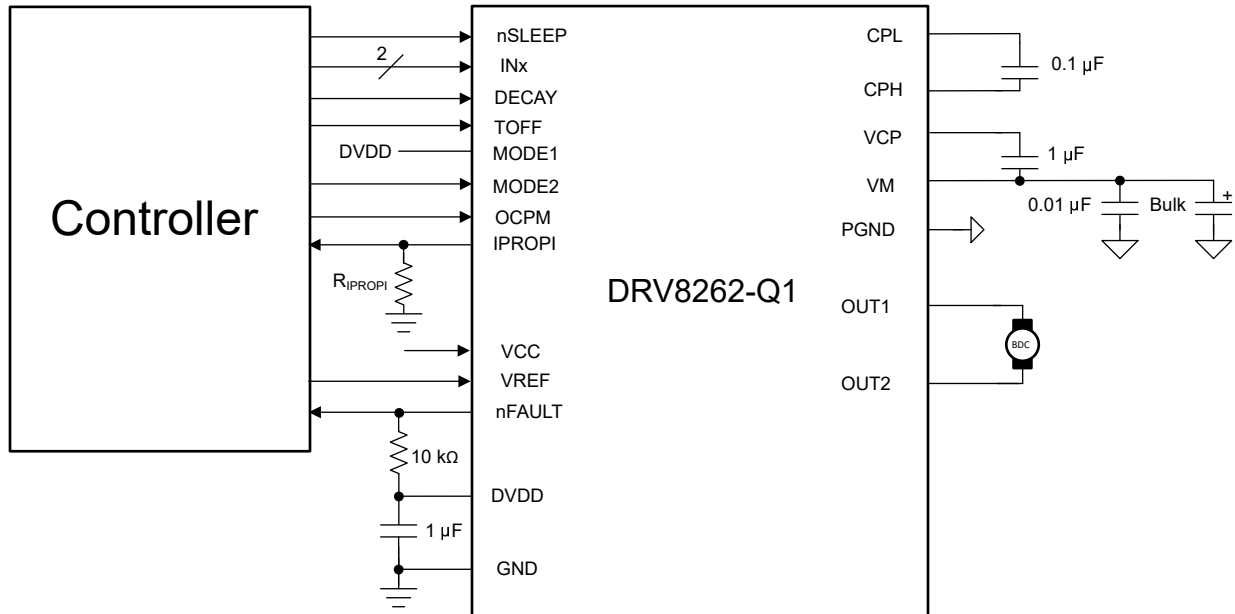 Controller
DRV8262-Q1
nSLEEP
2
INx
DECAY
TOFF
DVDD
MODE1
MODE2
OCPM
IPROPI
RIPROPI
VCC
VREF
nFAULT
10 kΩ
DVDD
1 µF
GND
CPL
0.1 µF
CPH
VCP
1 µF
VM
0.01 µF
Bulk
+
PGND
OUT1
BDC
OUT2